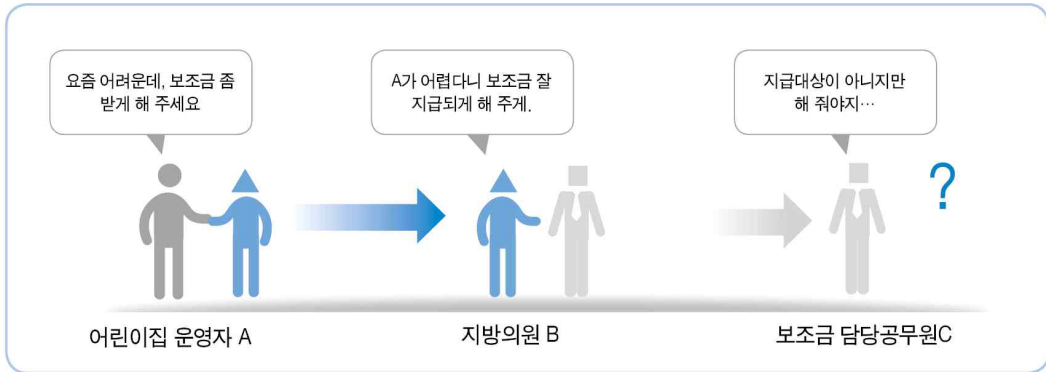 요즘 어려운데, 보조금 좀
받게 해 주세요
A가 어렵다니 보조금 잘
지급되게 해 주게.
지급대상이 아니지만
해 줘야지…
?
어린이집 운영자 A
지방의원 B
보조금 담당공무원C